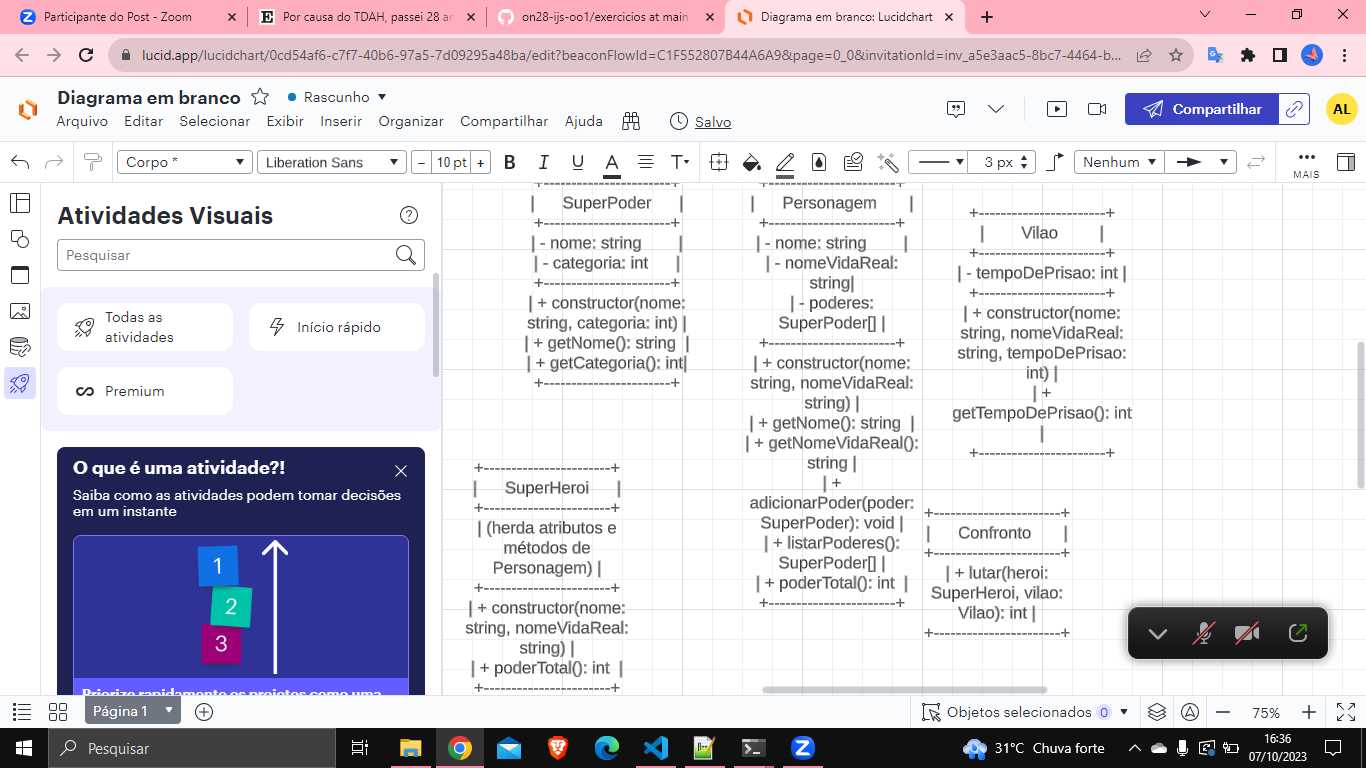 Participante do Post - Zoom
Por causa do TDAH, passei 28 an
on28-ijs-oo1/exercicios at main
Diagrama em branco: Lucidchart
lucid.app/lucidchart/0cd54af6-c7f7-40b6-97a5-7d09295a48ba/edit?beaconFlowId=C1F552807B44A6A9&page=0_0&invitationId=inv_a5e3aac5-8bc7-4464-b...
Diagrama em branco
Rascunho
Arquivo Editar Selecionar Exibir Inserir Organizar Compartilhar Ajuda
Salvo
Compartilhar
AL
Corpo *
Liberation Sans
- 10 pt +
B I U A T
3 px
Nenhum
MAIS
Atividades Visuais
Pesquisar
Todas as
atividades
Início rápido
Premium
O que é uma atividade?!
Saiba como as atividades podem tomar decisões
em um instante
1
2
3
Priorize rapidamente os projetos como uma
+-----------------------+
| SuperPoder |
+-----------------------+
| - nome: string |
| - categoria: int |
+-----------------------+
| + constructor(nome:
string, categoria: int) |
| + getNome(): string |
| + getCategoria(): int|
+-----------------------+
+-----------------------+
| SuperHeroi |
+-----------------------+
| (herda atributos e
métodos de
Personagem) |
+-----------------------+
| + constructor(nome:
string, nomeVidaReal:
string) |
| + poderTotal(): int |
+-----------------------+
+-----------------------+
| Personagem |
+-----------------------+
| - nome: string |
| - nomeVidaReal:
string|
| - poderes:
SuperPoder[] |
+-----------------------+
| + constructor(nome:
string, nomeVidaReal:
string) |
| + getNome(): string |
| + getNomeVidaReal():
string |
| +
adicionarPoder(poder:
SuperPoder): void |
| + listarPoderes():
SuperPoder[] |
| + poderTotal(): int |
+-----------------------+
+-----------------------+
| Vilao |
+-----------------------+
| - tempoDePrisao: int |
+-----------------------+
| + constructor(nome:
string, nomeVidaReal:
string, tempoDePrisao:
int) |
| +
getTempoDePrisao(): int
|
+-----------------------+
+-----------------------+
| Confronto |
+-----------------------+
| + lutar(heroi:
SuperHeroi, vilao:
Vilao): int |
+-----------------------+
Página 1
Objetos selecionados 0
75%
Pesquisar
31°C Chuva forte
16:36
07/10/2023